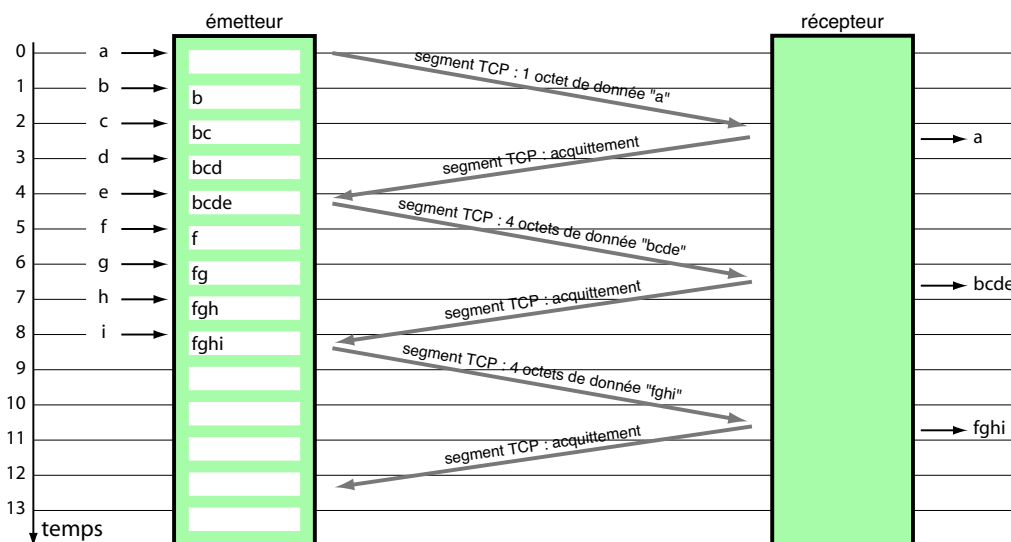 émetteur
récepteur
0
a
segment TCP : 1 octet de donnée "a"
1
b
b
2
c
bc
a
segment TCP : acquittement
3
d
bcd
4
e
bcde
segment TCP : 4 octets de donnée "bcde"
5
f
f
6
g
fg
bcde
segment TCP : acquittement
7
h
fgh
8
i
fghi
segment TCP : 4 octets de donnée "fghi"
9
10
fghi
segment TCP : acquittement
11
12
13
temps